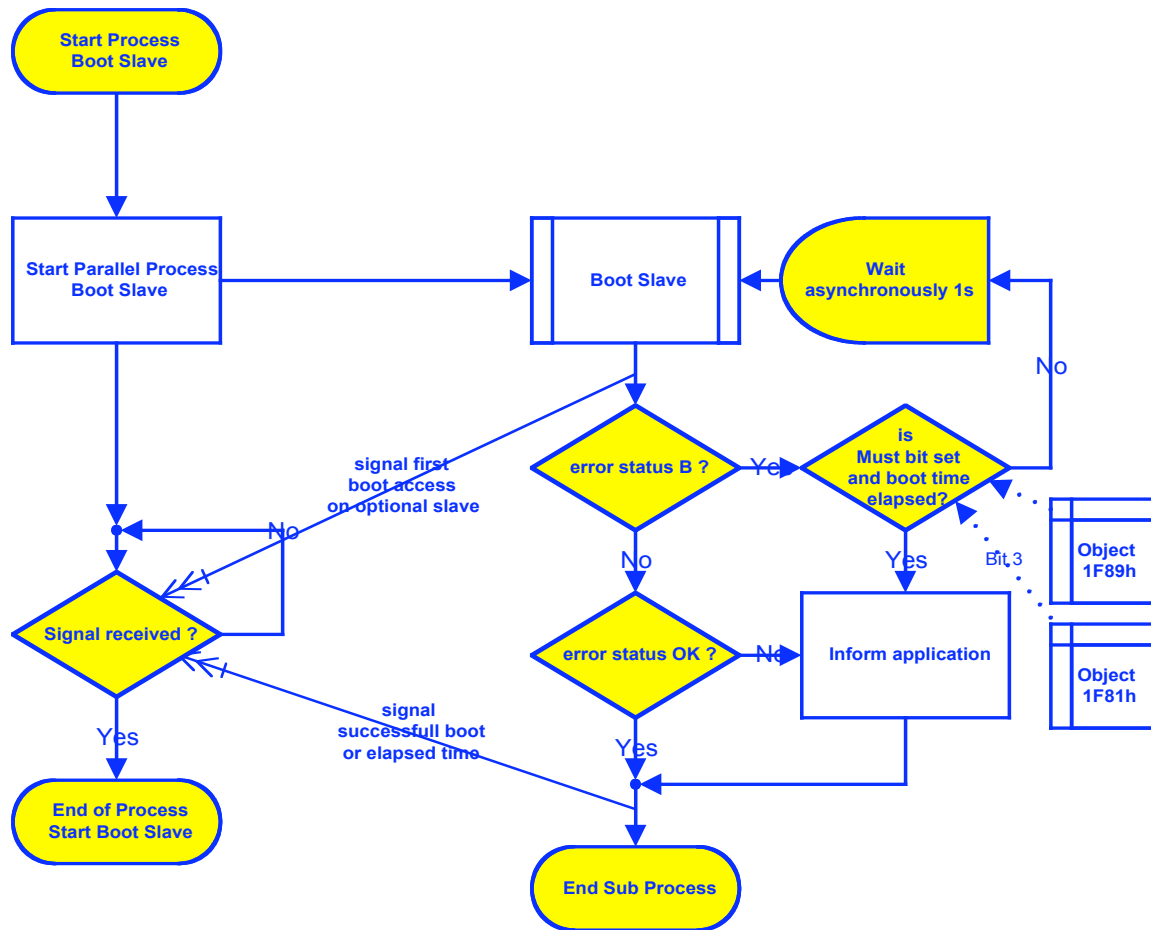 Start Process
Boot Slave
Start Parallel Process
Boot Slave
Boot Slave
Wait
asynchronously 1s
No
signal first
boot access
on optional slave
error status B ?
Yes
is
Must bit set
and boot time
elapsed?
No
No
Yes
Bit 3
Object
1F89h
Signal received ?
error status OK ?
No
Inform application
Object
1F81h
signal
successfull boot
or elapsed time
Yes
Yes
End of Process
Start Boot Slave
End Sub Process